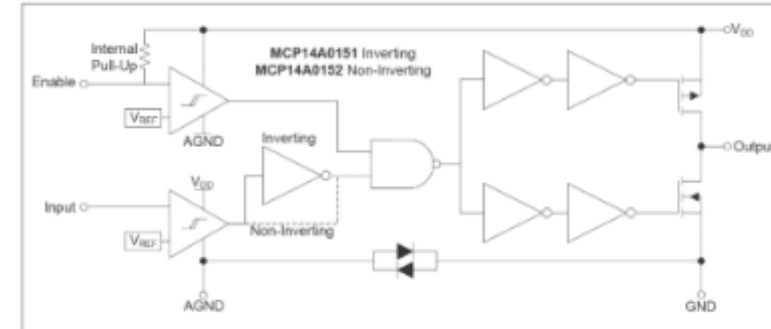 VDD
Internal
Pull-Up
MCP14A0151 Inverting
MCP14A0152 Non-Inverting
Enable
VREF
AGND
Inverting
VDD
Output
Input
Non-Inverting
VREF
AGND
GND